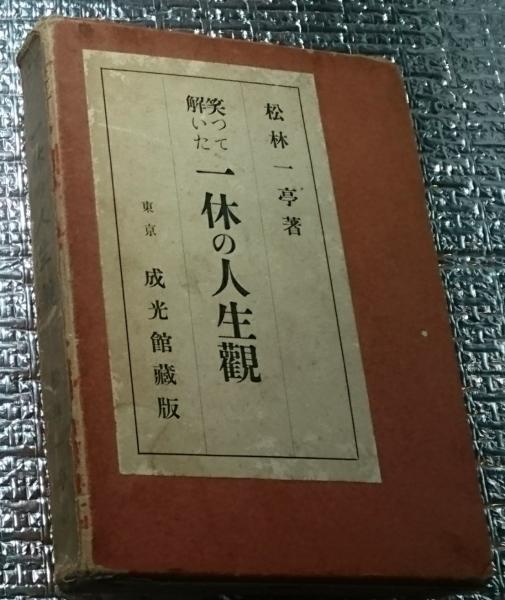 松林一亭著
笑つて
解いた
一休の人生觀
東京 成光館藏版